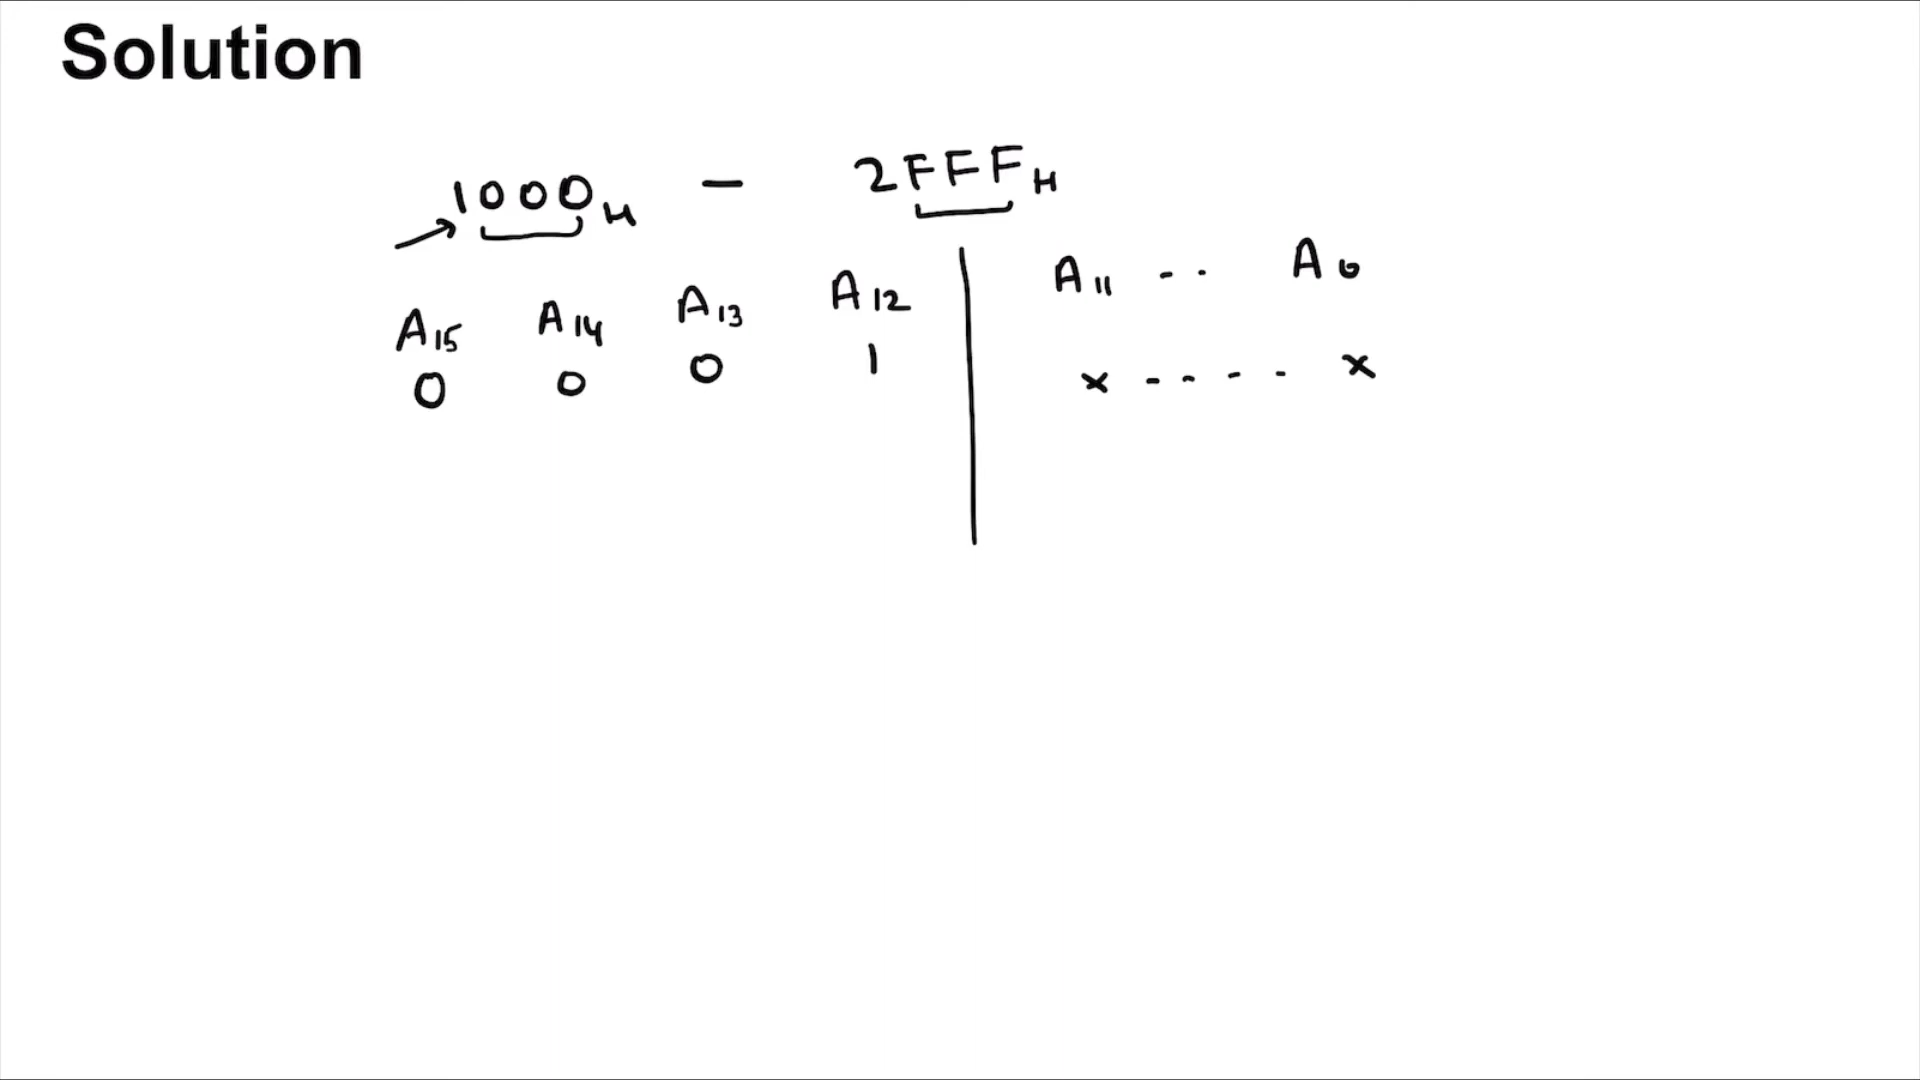 Solution
1000H - 2FFFH
A15 A14 A13 A12 | A11 - - A0
0 0 0 1 | x - - - - x